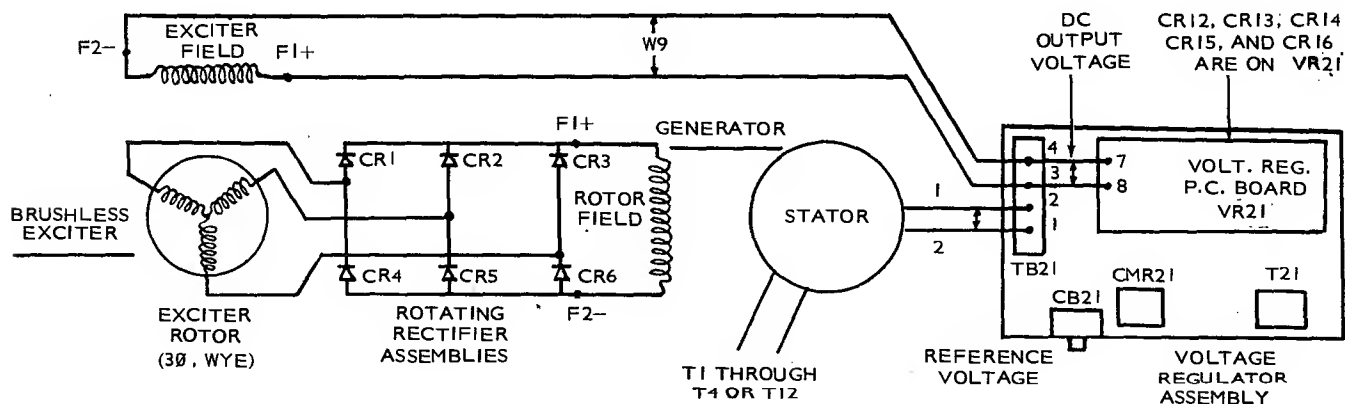 F2-
EXCITER
FIELD
F1+
W9
DC
OUTPUT
VOLTAGE
CR12, CR13, CR14
CR15, AND CR16
ARE ON VR21
BRUSHLESS
EXCITER
EXCITER
ROTOR
(3Ø, WYE)
CR1
CR2
CR3
CR4
CR5
CR6
F1+
F2-
ROTATING
RECTIFIER
ASSEMBLIES
ROTOR
FIELD
GENERATOR
STATOR
T1 THROUGH
T4 OR T12
1
2
REFERENCE
VOLTAGE
4
3
2
1
TB21
7
8
VOLT. REG.
P.C. BOARD
VR21
CB21
CMR21
T21
VOLTAGE
REGULATOR
ASSEMBLY